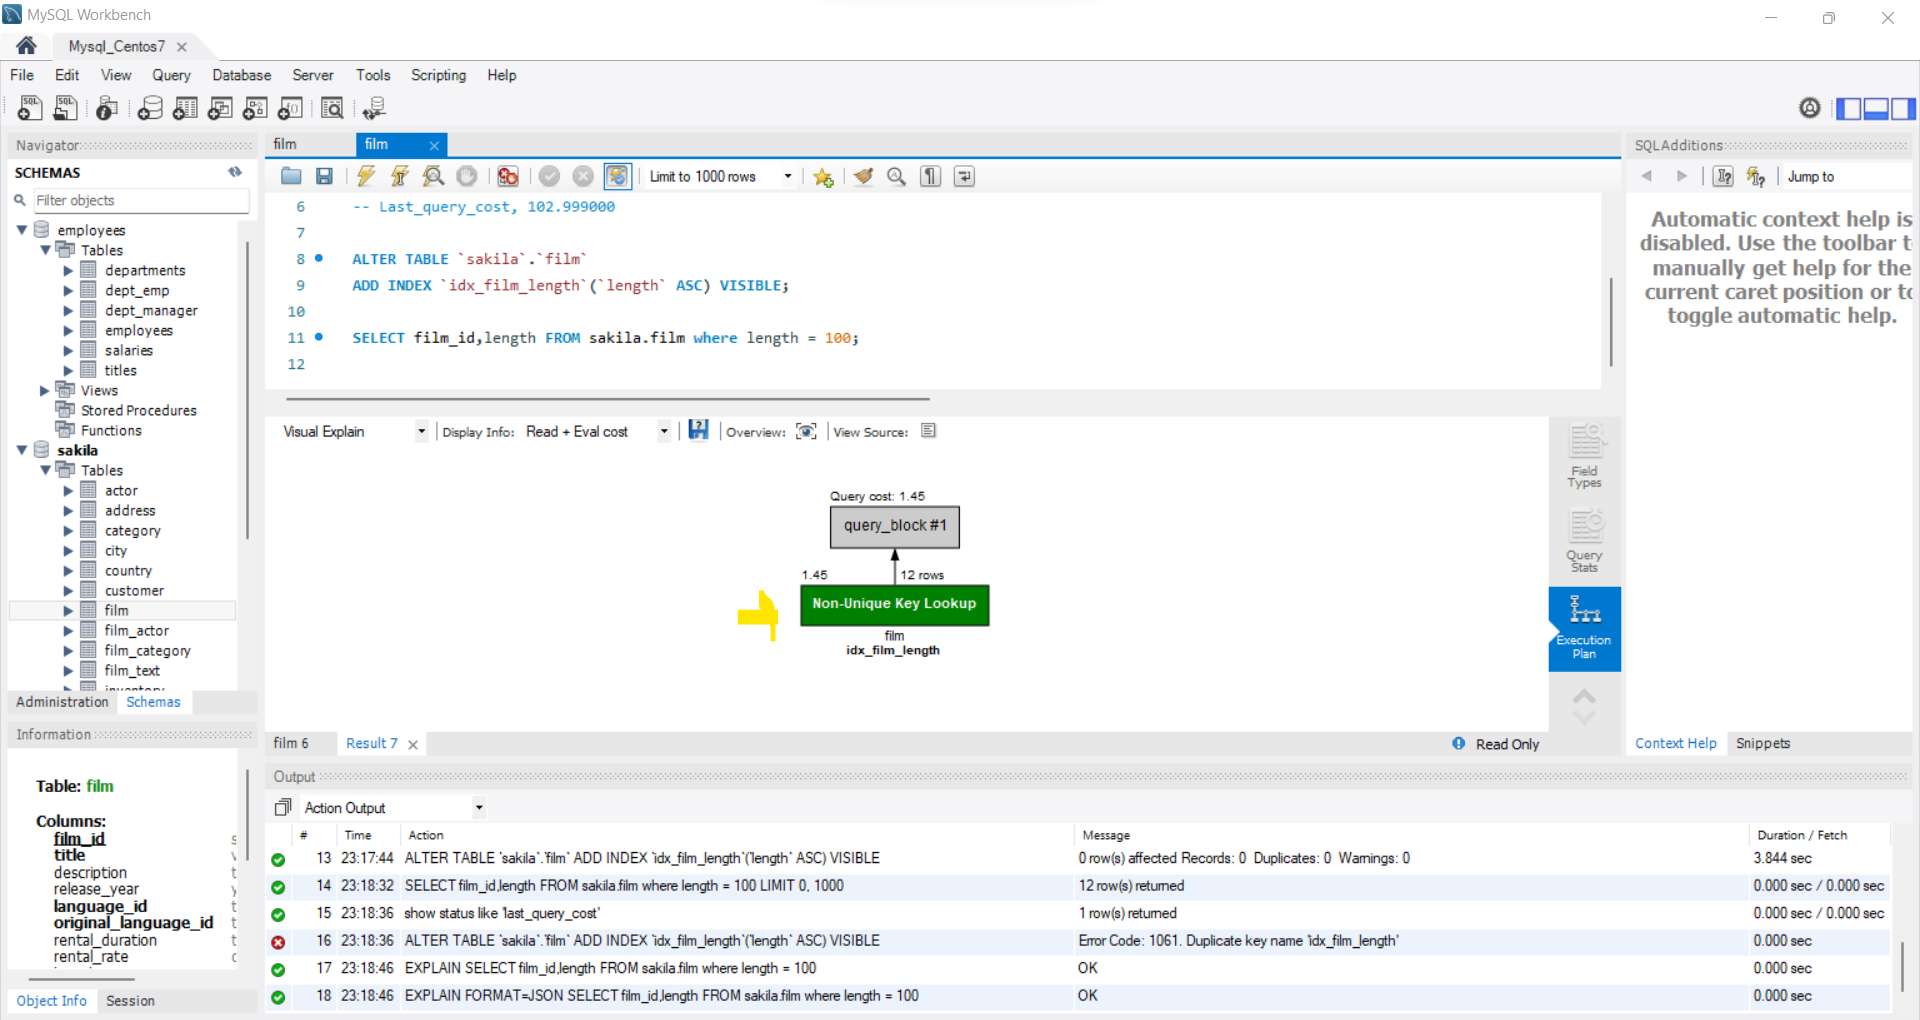 MySQL Workbench
Mysql_Centos7
File Edit View Query Database Server Tools Scripting Help
Navigator
SCHEMAS
Filter objects
employees
Tables
departments
dept_emp
dept_manager
employees
salaries
titles
Views
Stored Procedures
Functions
sakila
Tables
actor
address
category
city
country
customer
film
film_actor
film_category
film_text
Administration Schemas
Information
Table: film
Columns:
film_id
title
description
release_year
language_id
original_language_id
rental_duration
rental_rate
Object Info Session
film film
Limit to 1000 rows
6 -- Last_query_cost, 102.999000
7
8 ALTER TABLE `sakila`.`film`
9 ADD INDEX `idx_film_length`(`length` ASC) VISIBLE;
10
11 SELECT film_id,length FROM sakila.film where length = 100;
12
Visual Explain Display Info: Read + Eval cost Overview: View Source:
Query cost: 1.45
query_block #1
1.45 12 rows
Non-Unique Key Lookup
film
idx_film_length
Field
Types
Query
Stats
Execution
Plan
film 6 Result 7 Read Only
SQLAdditions
Jump to
Automatic context help is
disabled. Use the toolbar
manually get help for the
current caret position or
toggle automatic help.
Context Help Snippets
Output
Action Output
# Time Action Message Duration / Fetch
13 23:17:44 ALTER TABLE `sakila`.`film` ADD INDEX `idx_film_length`(`length` ASC) VISIBLE 0 row(s) affected Records: 0 Duplicates: 0 Warnings: 0 3.844 sec
14 23:18:32 SELECT film_id,length FROM sakila.film where length = 100 LIMIT 0, 1000 12 row(s) returned 0.000 sec / 0.000 sec
15 23:18:36 show status like 'last_query_cost' 1 row(s) returned 0.000 sec / 0.000 sec
16 23:18:36 ALTER TABLE `sakila`.`film` ADD INDEX `idx_film_length`(`length` ASC) VISIBLE Error Code: 1061. Duplicate key name 'idx_film_length' 0.000 sec
17 23:18:46 EXPLAIN SELECT film_id,length FROM sakila.film where length = 100 OK 0.000 sec
18 23:18:46 EXPLAIN FORMAT=JSON SELECT film_id,length FROM sakila.film where length = 100 OK 0.000 sec